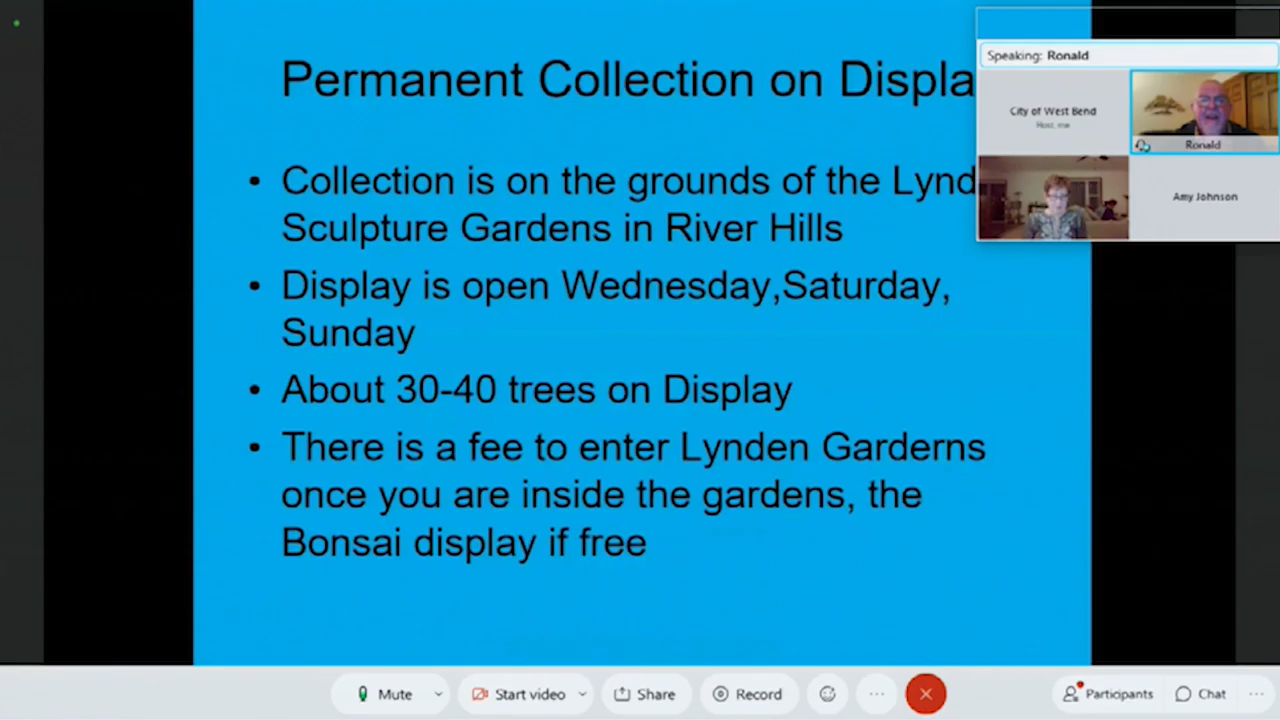 Permanent Collection on Displa
Speaking: Ronald
City of West Bend
Host, me
Ronald
Amy Johnson
• Collection is on the grounds of the Lynd
Sculpture Gardens in River Hills
• Display is open Wednesday,Saturday,
Sunday
• About 30-40 trees on Display
• There is a fee to enter Lynden Garderns
once you are inside the gardens, the
Bonsai display if free
Mute
Start video
Share
Record
Participants
Chat